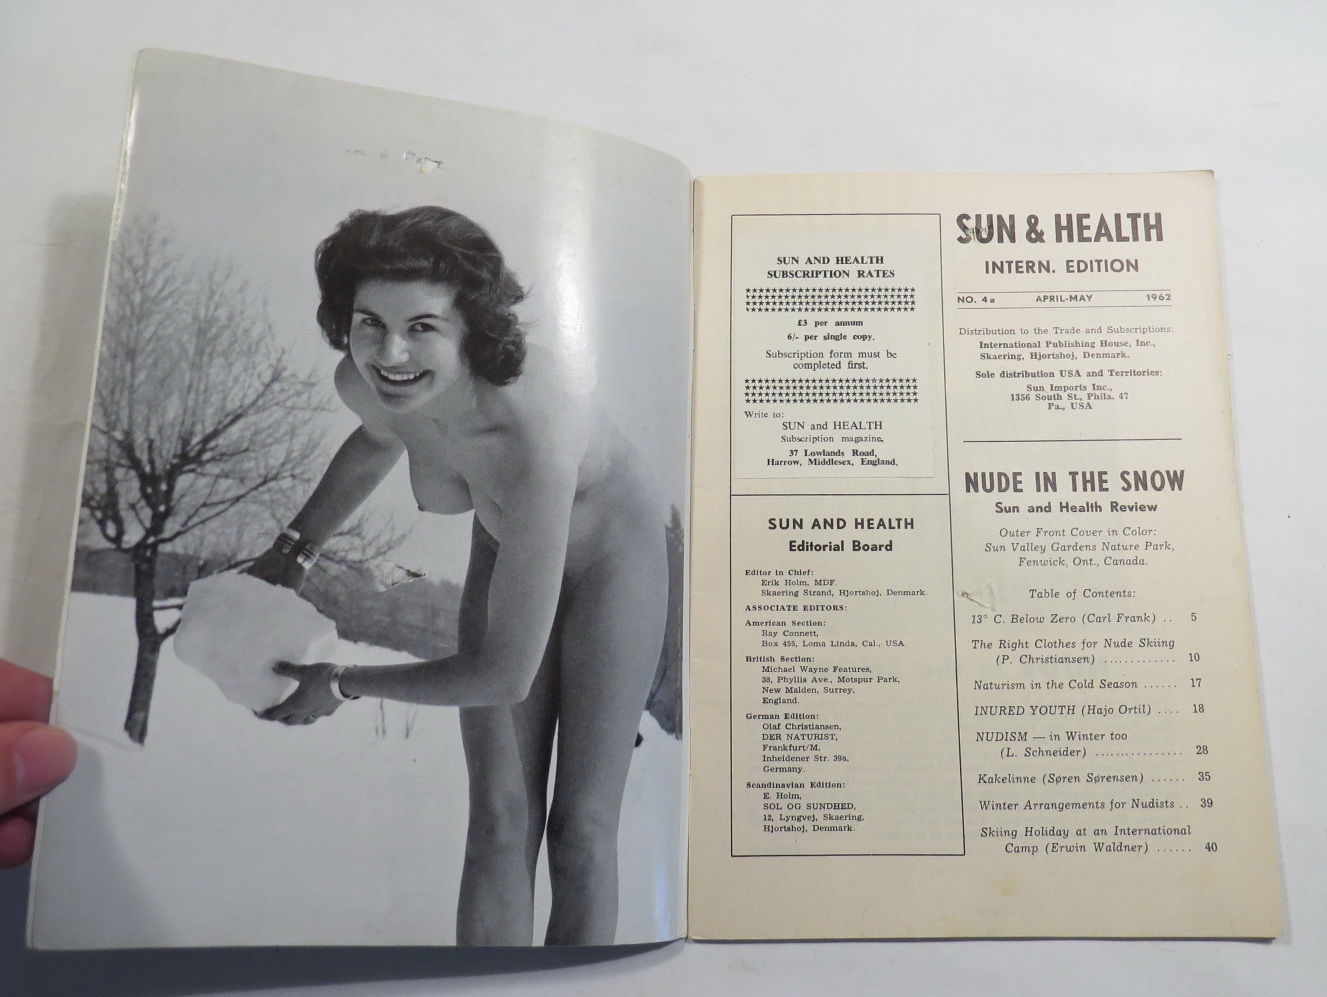 SUN AND HEALTH
SUBSCRIPTION RATES
£3 per annum
6/- per single copy.
Subscription form must be
completed first.
Write to:
SUN and HEALTH
Subscription magazine,
37 Lowlands Road,
Harrow, Middlesex, England.
SUN AND HEALTH
Editorial Board
Editor in Chief:
Erik Holm, MDF.
Skaering Strand, Hjortshoj, Denmark.
ASSOCIATE EDITORS:
American Section:
Ray Connett,
Box 455, Loma Linda, Cal., USA.
British Section:
Michael Wayne Features,
38, Phyllis Ave., Motspur Park,
New Malden, Surrey,
England.
German Edition:
Olaf Christiansen,
DER NATURIST,
Frankfurt/M,
Inheidener Str. 39a,
Germany.
Scandinavian Edition:
E. Holm,
SOL OG SUNDHED,
12, Lyngvej, Skaering,
Hjortshoj, Denmark.
SUN & HEALTH
INTERN. EDITION
NO. 4a APRIL-MAY 1962
Distribution to the Trade and Subscriptions:
International Publishing House, Inc.,
Skaering, Hjortshoj, Denmark.
Sole distribution USA and Territories:
Sun Imports Inc.,
1356 South St., Phila. 47
Pa., USA
NUDE IN THE SNOW
Sun and Health Review
Outer Front Cover in Color:
Sun Valley Gardens Nature Park,
Fenwick, Ont., Canada.
Table of Contents:
13° C. Below Zero (Carl Frank) .. 5
The Right Clothes for Nude Skiing
(P. Christiansen) ............. 10
Naturism in the Cold Season ...... 17
INURED YOUTH (Hajo Ortil) .... 18
NUDISM — in Winter too
(L. Schneider) ............... 28
Kakelinne (Søren Sørensen) ...... 35
Winter Arrangements for Nudists .. 39
Skiing Holiday at an International
Camp (Erwin Waldner) ...... 40